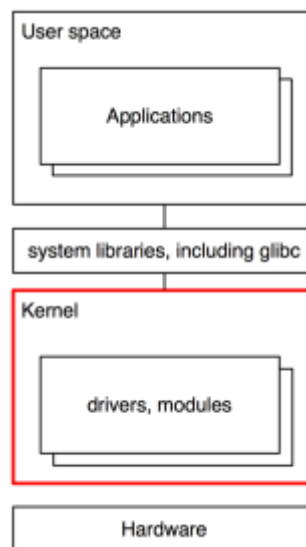 User space
Applications
system libraries, including glibc
Kernel
drivers, modules
Hardware